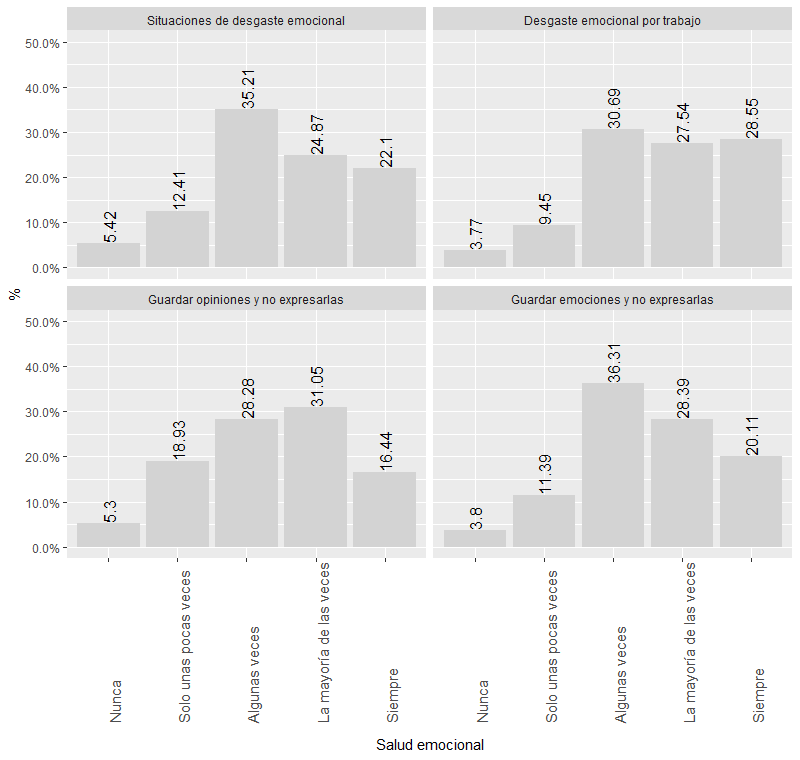 Situaciones de desgaste emocional
Desgaste emocional por trabajo
50.0%
40.0%
30.0%
20.0%
10.0%
0.0%
5.42
12.41
35.21
24.87
22.1
3.77
9.45
30.69
27.54
28.55
%
Guardar opiniones y no expresarlas
Guardar emociones y no expresarlas
50.0%
40.0%
30.0%
20.0%
10.0%
0.0%
5.3
18.93
28.28
31.05
16.44
3.8
11.39
36.31
28.39
20.11
Nunca
Solo unas pocas veces
Algunas veces
La mayoría de las veces
Siempre
Nunca
Solo unas pocas veces
Algunas veces
La mayoría de las veces
Siempre
Salud emocional